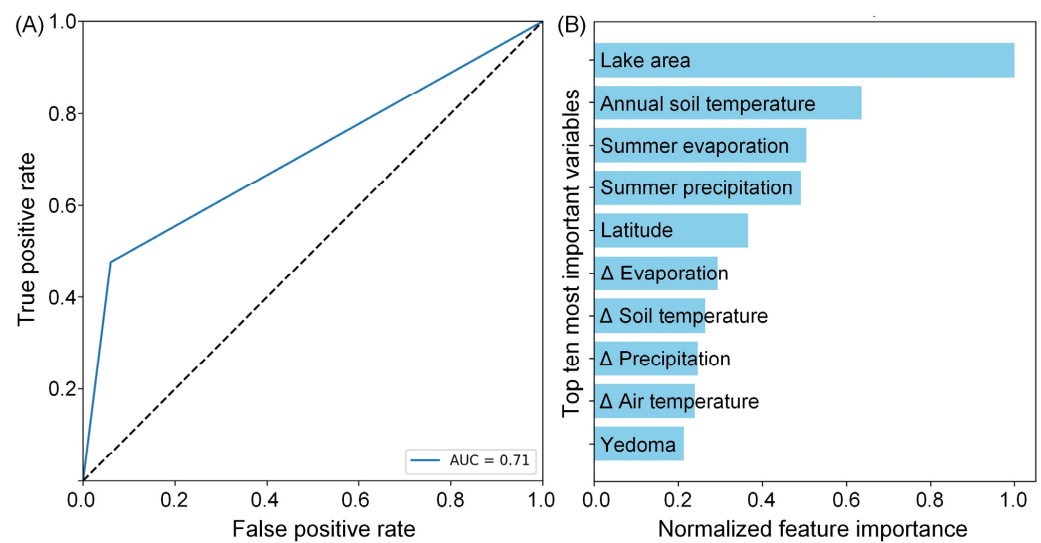 (A)
True positive rate
1.0
0.8
0.6
0.4
0.2
0.0
0.2
0.4
0.6
0.8
1.0
False positive rate
AUC = 0.71
(B)
Top ten most important variables
Lake area
Annual soil temperature
Summer evaporation
Summer precipitation
Latitude
Δ Evaporation
Δ Soil temperature
Δ Precipitation
Δ Air temperature
Yedoma
0.0
0.2
0.4
0.6
0.8
1.0
Normalized feature importance